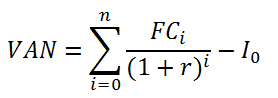 VAN = \sum_{i=0}^{n} \frac{FC_i}{(1+r)^i} - I_0